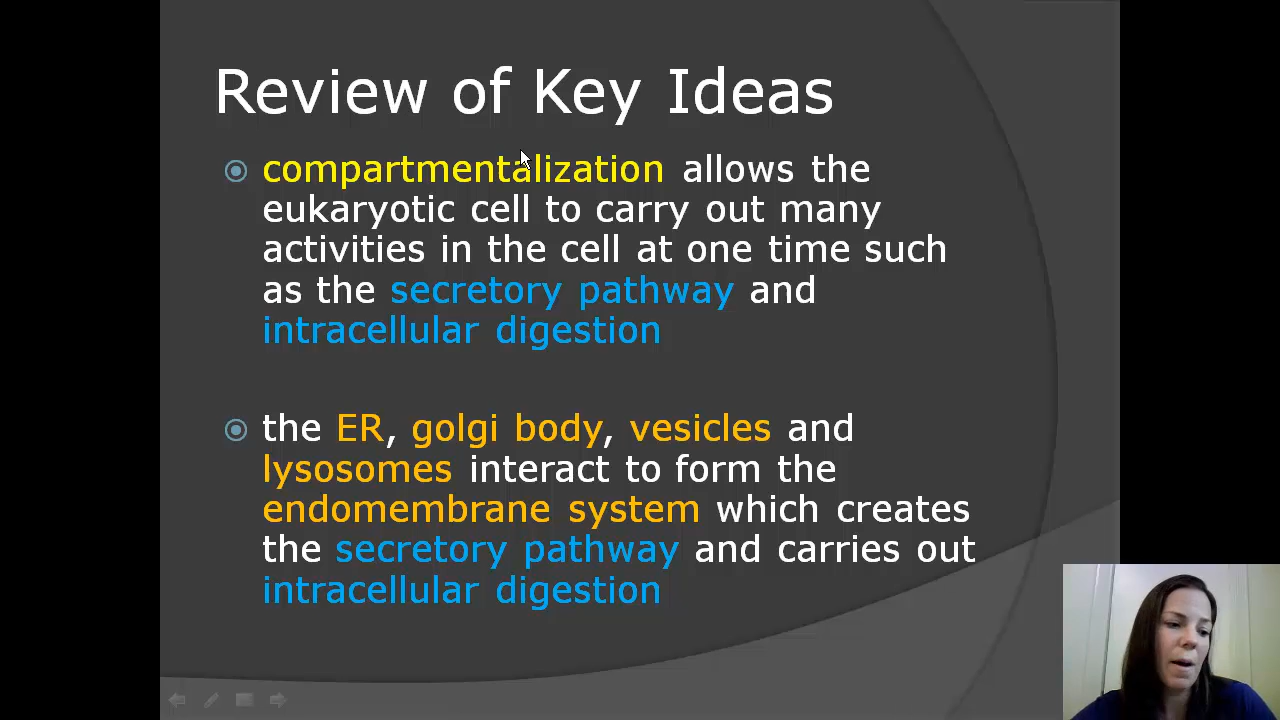 Review of Key Ideas
compartmentalization allows the
eukaryotic cell to carry out many
activities in the cell at one time such
as the secretory pathway and
intracellular digestion
the ER, golgi body, vesicles and
lysosomes interact to form the
endomembrane system which creates
the secretory pathway and carries out
intracellular digestion